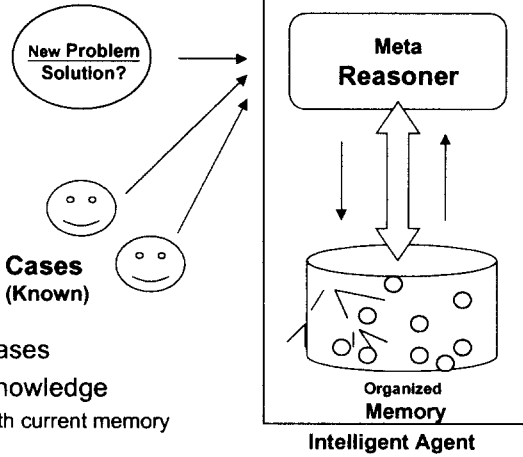 New Problem
Solution?
Meta
Reasoner
Cases
(Known)
ases
nowledge
th current memory
Organized
Memory
Intelligent Agent